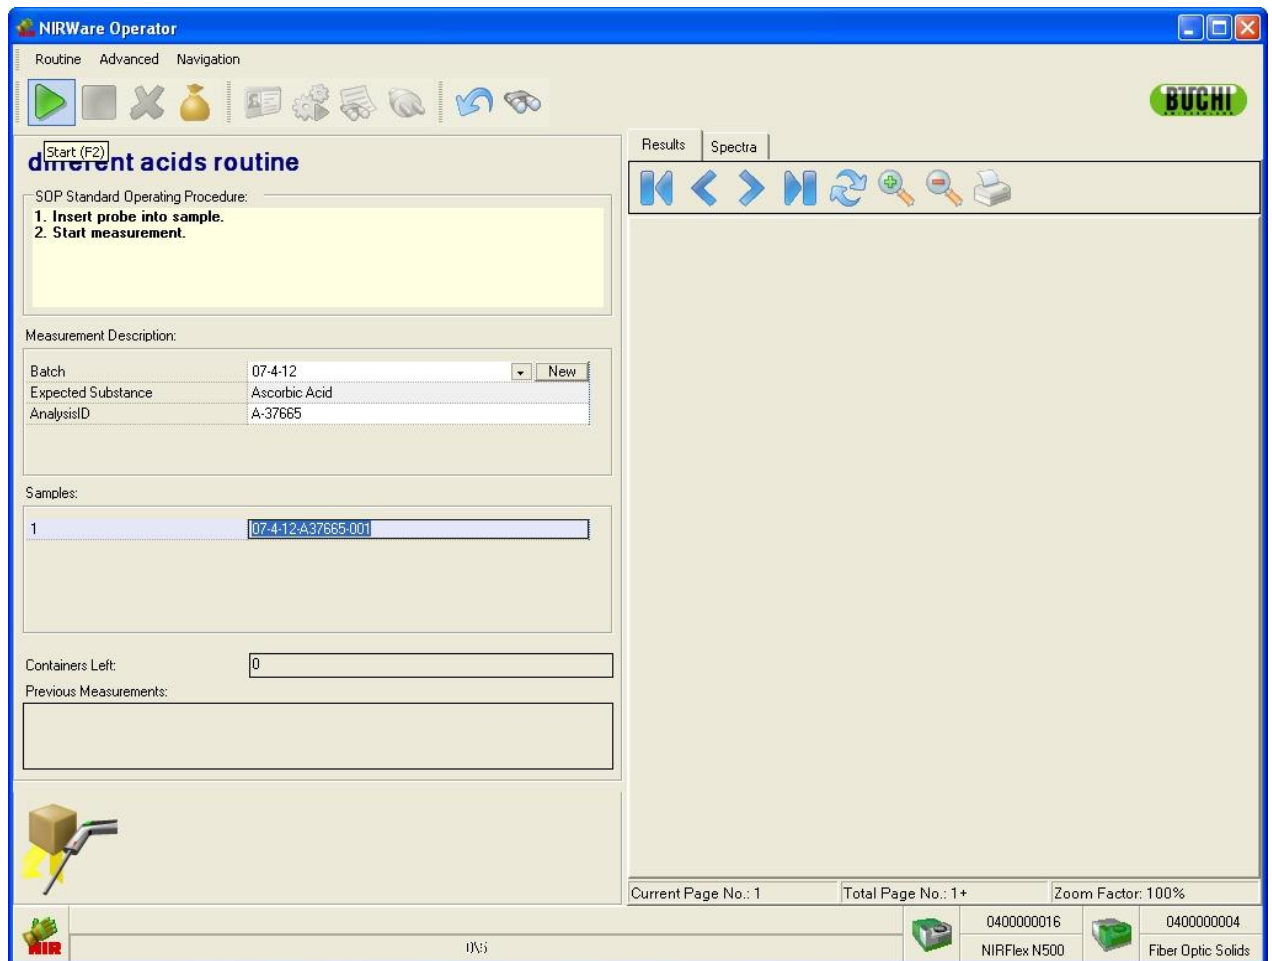 NIRWare Operator
Routine Advanced Navigation
BUCHI
Start (F2)
different acids routine
SOP Standard Operating Procedure:
1. Insert probe into sample.
2. Start measurement.
Measurement Description:
Batch 07-4-12 New
Expected Substance Ascorbic Acid
AnalysisID A-37665
Samples:
1 07-4-12-A37665-001
Containers Left: 0
Previous Measurements:
Results Spectra
Current Page No.: 1 Total Page No.: 1+ Zoom Factor: 100%
NIR
0400000016 0400000004
NIRFlex N500 Fiber Optic Solids